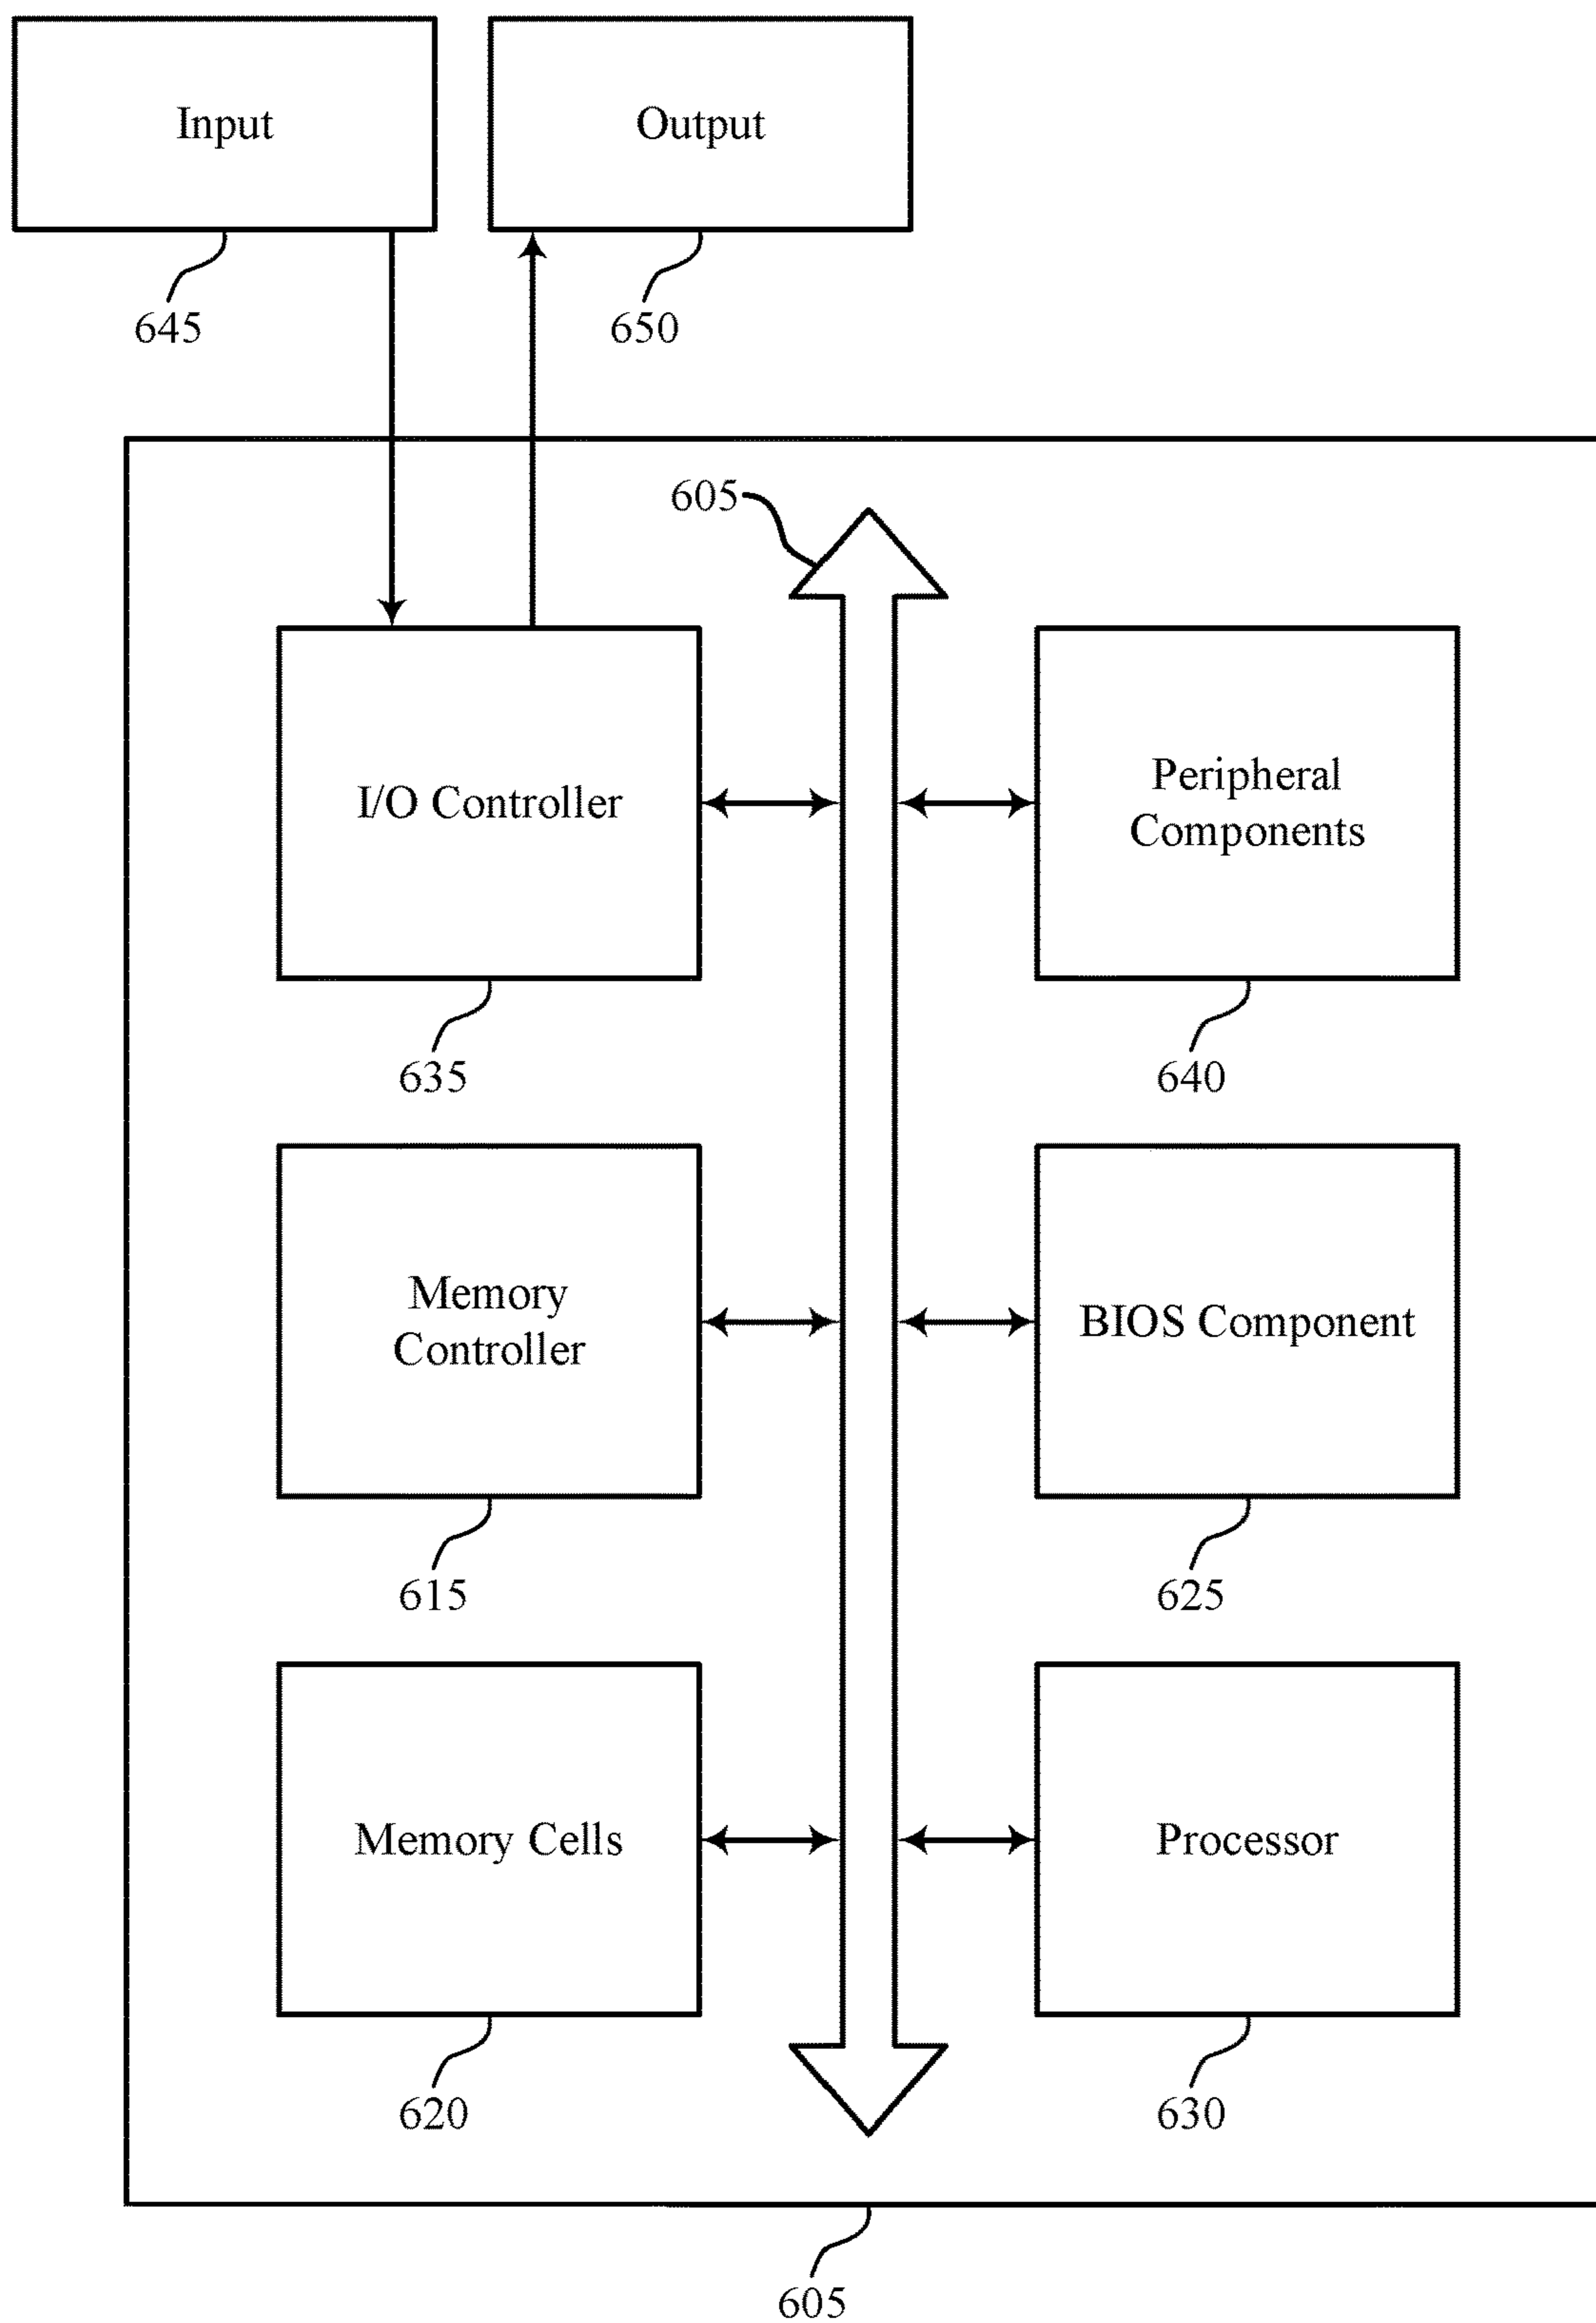 Input
Output
645
650
605
I/O Controller
Peripheral
Components
635
640
Memory
Controller
BIOS Component
615
625
Memory Cells
Processor
620
630
605